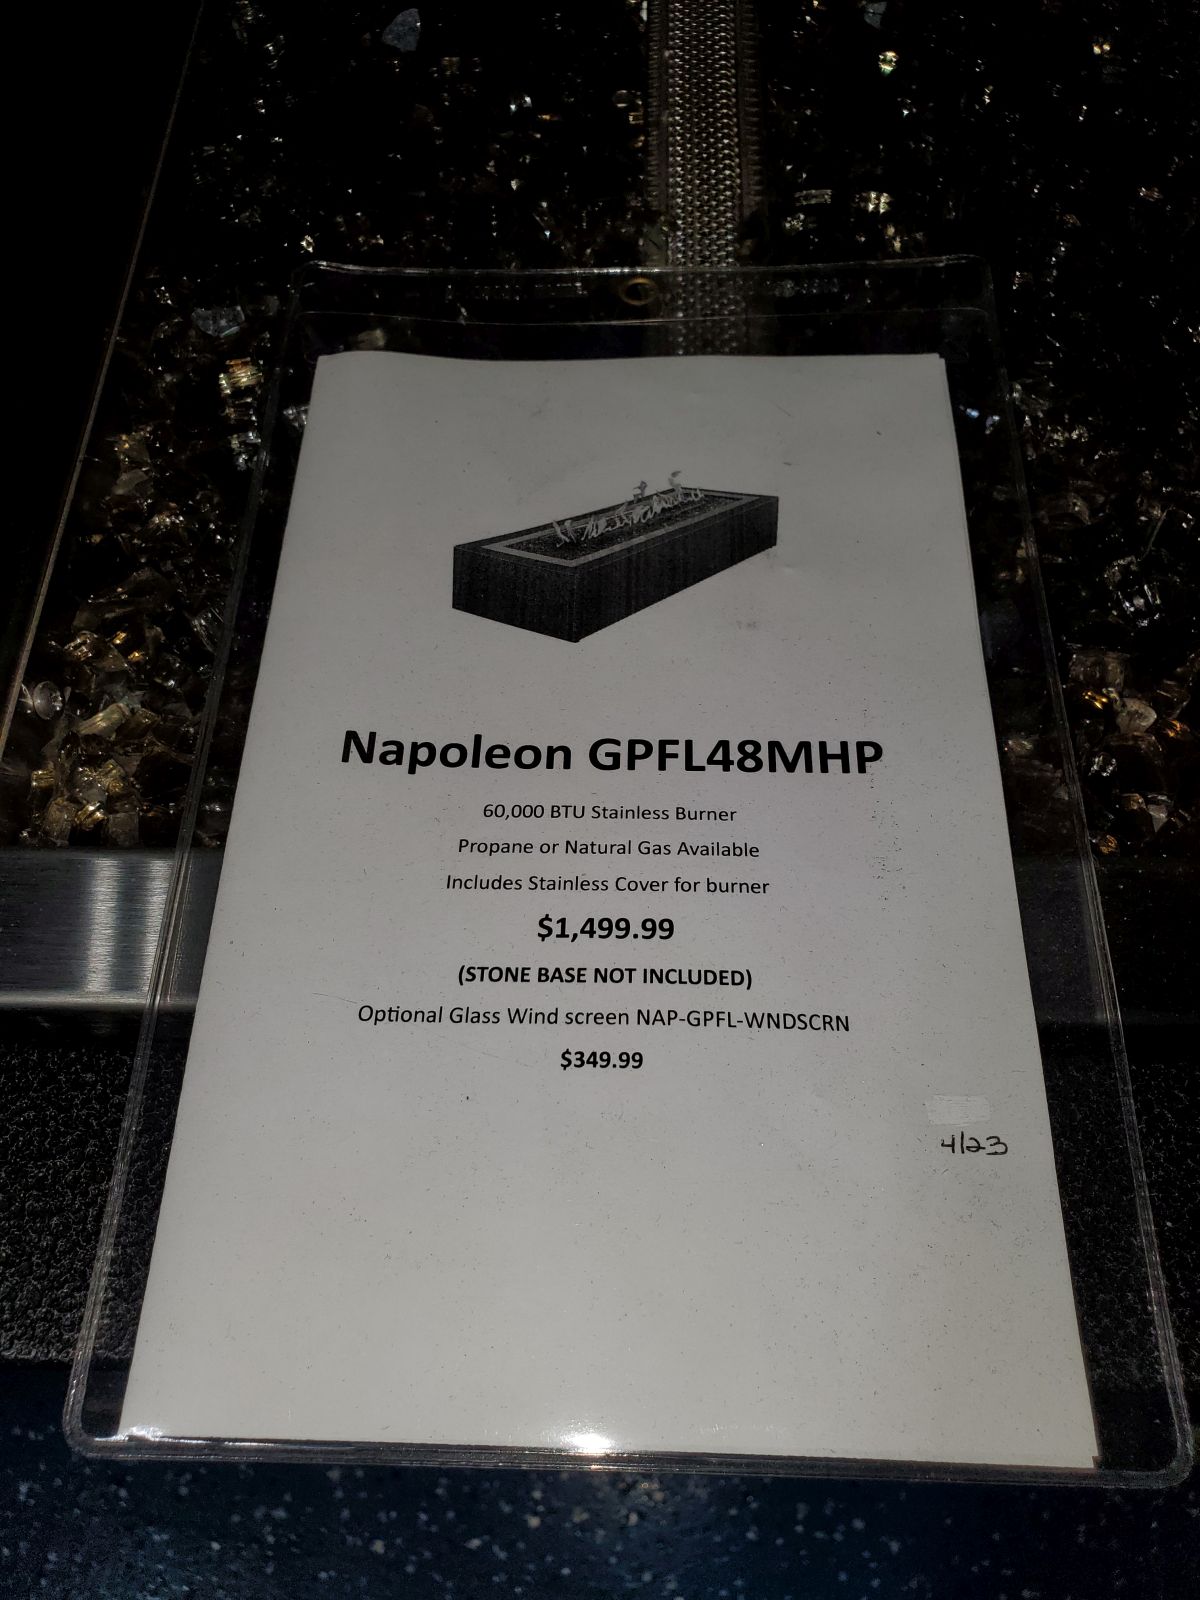 Napoleon GPFL48MHP
60,000 BTU Stainless Burner
Propane or Natural Gas Available
Includes Stainless Cover for burner
$1,499.99
(STONE BASE NOT INCLUDED)
Optional Glass Wind screen NAP-GPFL-WNDSCRN
$349.99
4/23